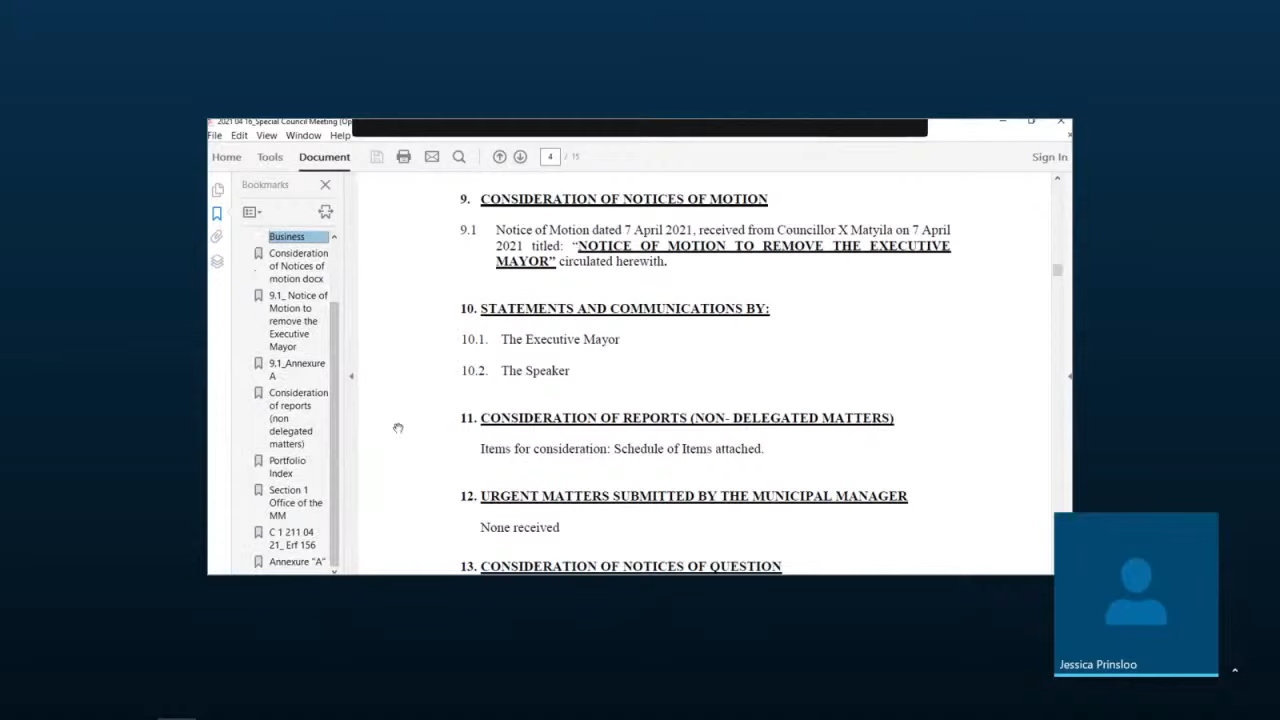 2021 04 16_Special Council Meeting (Op
File Edit View Window Help
Home Tools Document 4 / 15 Sign In
Bookmarks
Business
Consideration
of Notices of
motion docx
9.1_ Notice of
Motion to
remove the
Executive
Mayor
9.1_Annexure
A
Consideration
of reports
(non
delegated
matters)
Portfolio
Index
Section 1
Office of the
MM
C 1 211 04
21_ Erf 156
Annexure "A"
9. CONSIDERATION OF NOTICES OF MOTION
9.1 Notice of Motion dated 7 April 2021, received from Councillor X Matyila on 7 April
2021 titled: “NOTICE OF MOTION TO REMOVE THE EXECUTIVE
MAYOR” circulated herewith.
10. STATEMENTS AND COMMUNICATIONS BY:
10.1. The Executive Mayor
10.2. The Speaker
11. CONSIDERATION OF REPORTS (NON- DELEGATED MATTERS)
Items for consideration: Schedule of Items attached.
12. URGENT MATTERS SUBMITTED BY THE MUNICIPAL MANAGER
None received
13. CONSIDERATION OF NOTICES OF QUESTION
Jessica Prinsloo